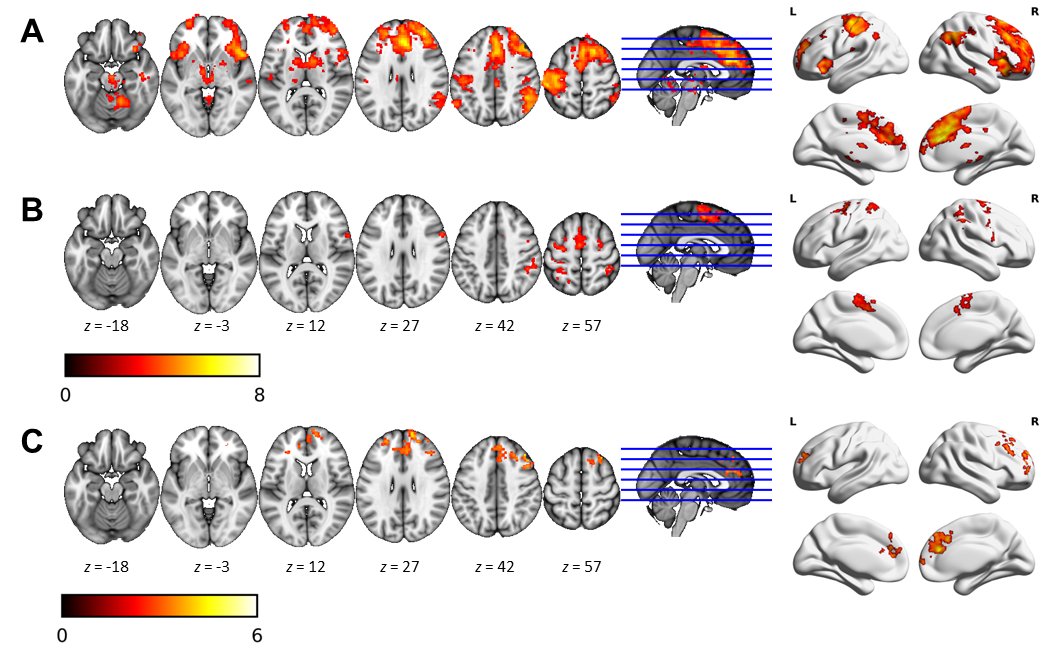 A
L R
B
L R
z = -18 z = -3 z = 12 z = 27 z = 42 z = 57
0 8
C
L R
z = -18 z = -3 z = 12 z = 27 z = 42 z = 57
0 6